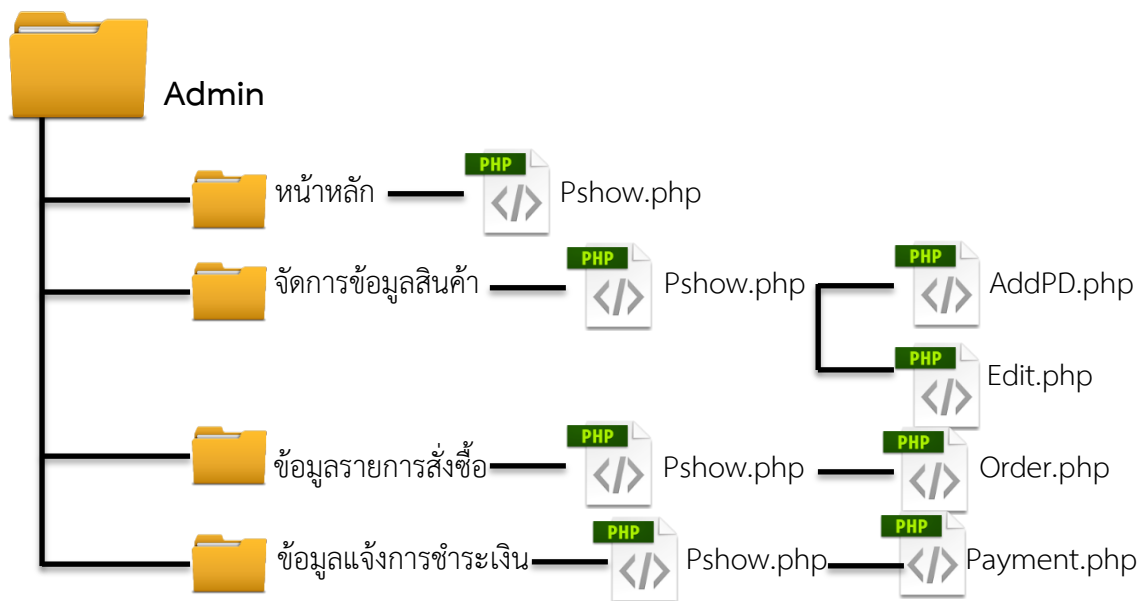 Admin
PHP
หน้าหลัก
Pshow.php
PHP
จัดการข้อมูลสินค้า
Pshow.php
PHP
AddPD.php
PHP
Edit.php
PHP
ข้อมูลรายการสั่งซื้อ
Pshow.php
PHP
Order.php
PHP
ข้อมูลแจ้งการชำระเงิน
Pshow.php
PHP
Payment.php